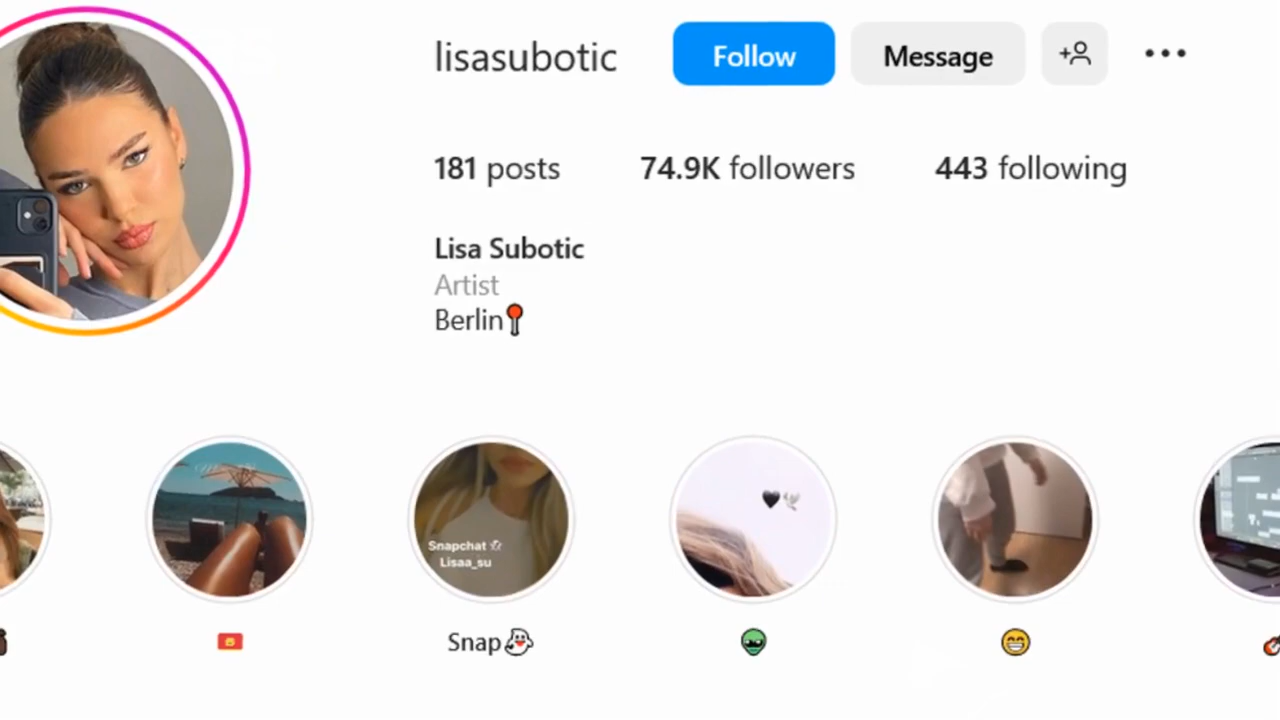 lisasubotic Follow Message
181 posts 74.9K followers 443 following
Lisa Subotic
Artist
Berlin📍
Snapchat
Lisaa_su
Snap👻